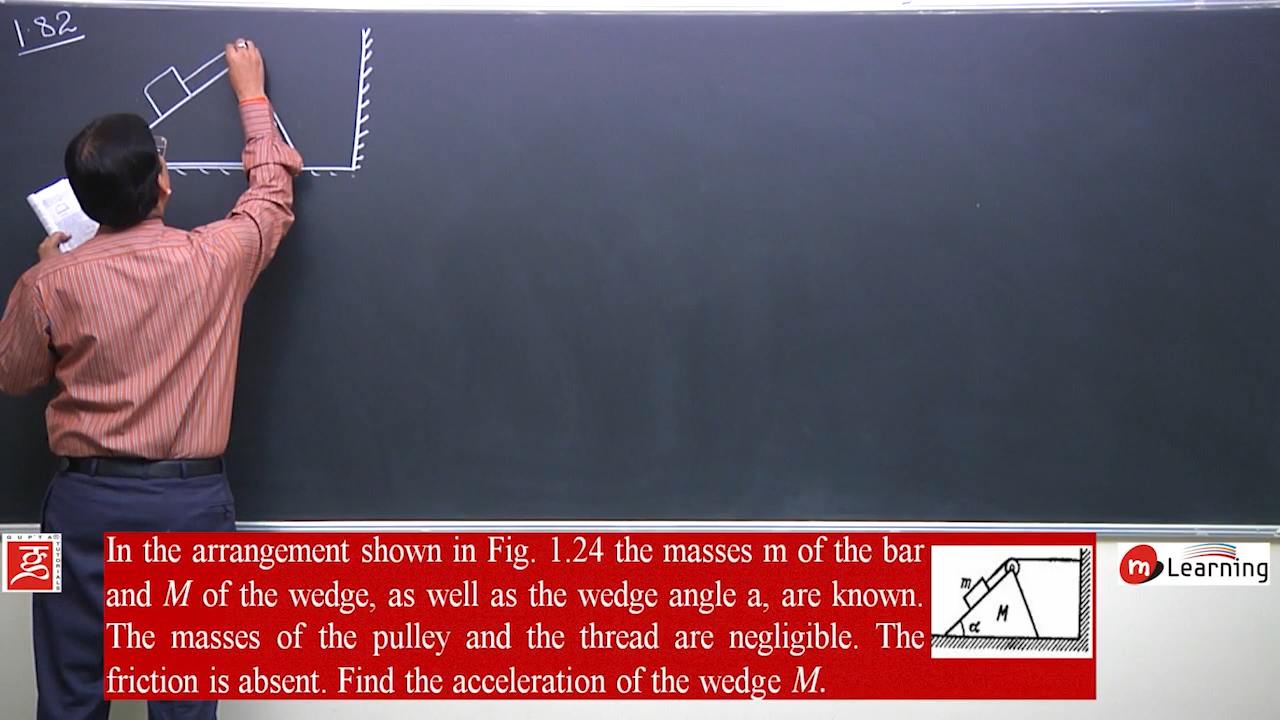 1.82
In the arrangement shown in Fig. 1.24 the masses m of the bar
and M of the wedge, as well as the wedge angle a, are known.
The masses of the pulley and the thread are negligible. The
friction is absent. Find the acceleration of the wedge M.
m
M
α
GUPTA
TUTORIALS
m Learning